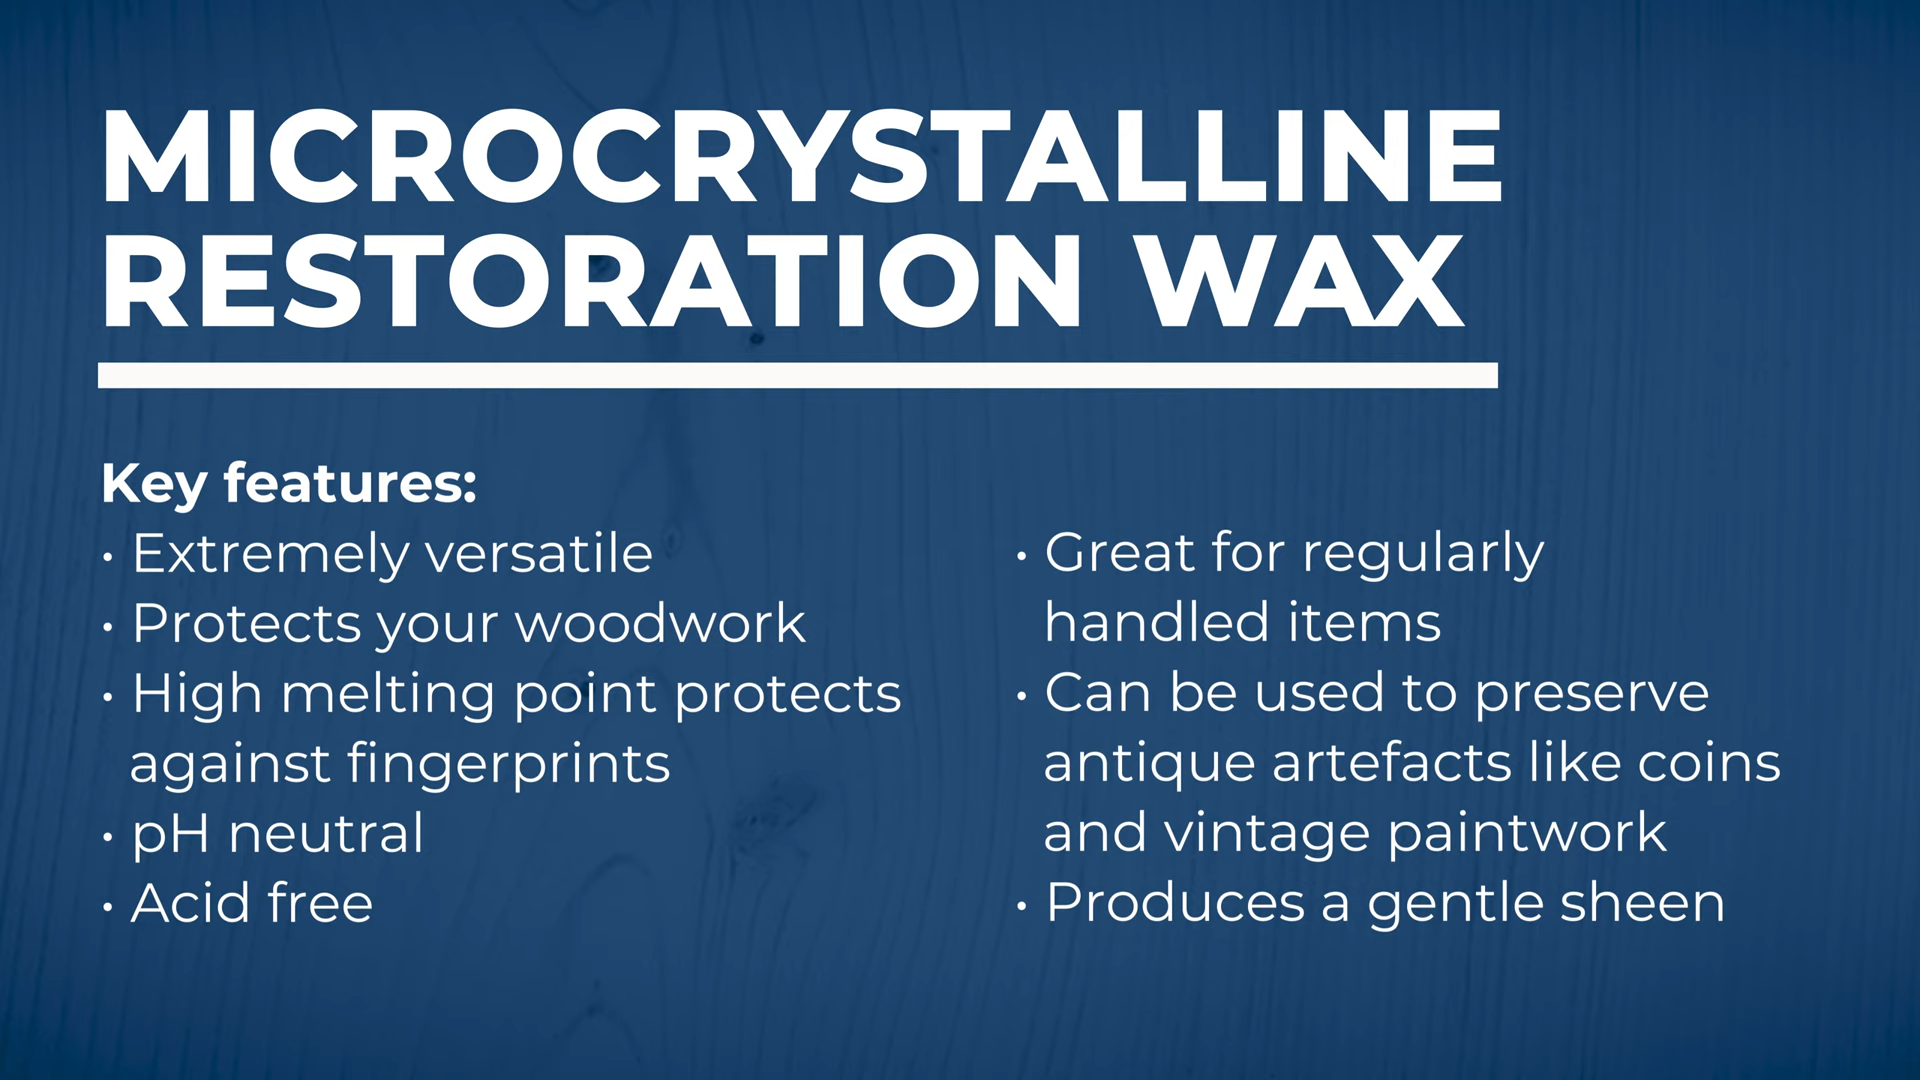 MICROCRYSTALLINE
RESTORATION WAX
Key features:
• Extremely versatile
• Protects your woodwork
• High melting point protects
against fingerprints
• pH neutral
• Acid free
• Great for regularly
handled items
• Can be used to preserve
antique artefacts like coins
and vintage paintwork
• Produces a gentle sheen